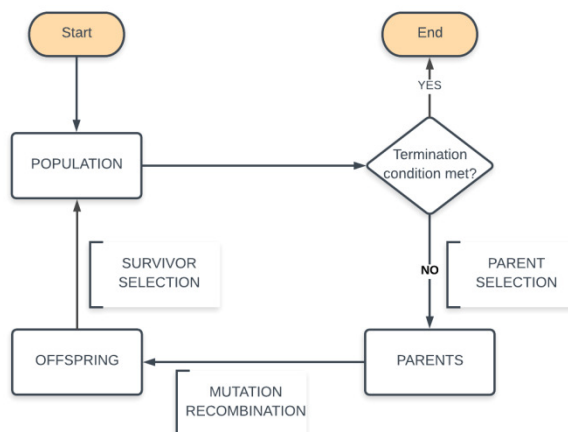 Start
End
YES
POPULATION
Termination
condition met?
SURVIVOR
SELECTION
NO
PARENT
SELECTION
OFFSPRING
PARENTS
MUTATION
RECOMBINATION